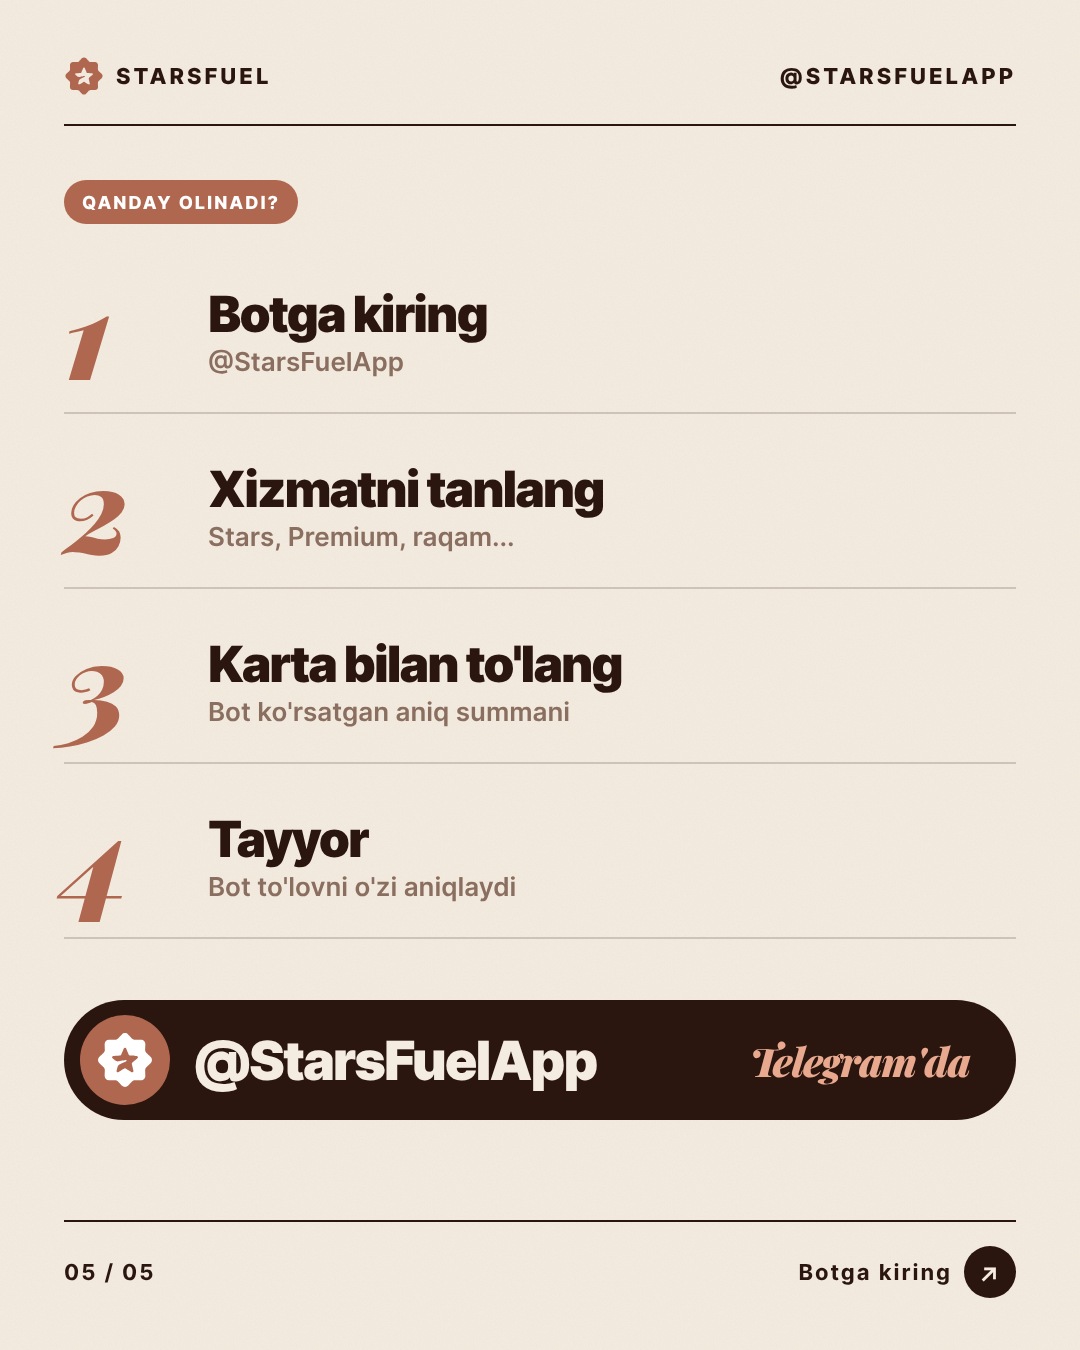 STARSFUEL
@STARSFUELAPP
QANDAY OLINADI?
1
Botga kiring
@StarsFuelApp
2
Xizmatni tanlang
Stars, Premium, raqam...
3
Karta bilan to'lang
Bot ko'rsatgan aniq summani
4
Tayyor
Bot to'lovni o'zi aniqlaydi
@StarsFuelApp
Telegram'da
05 / 05
Botga kiring